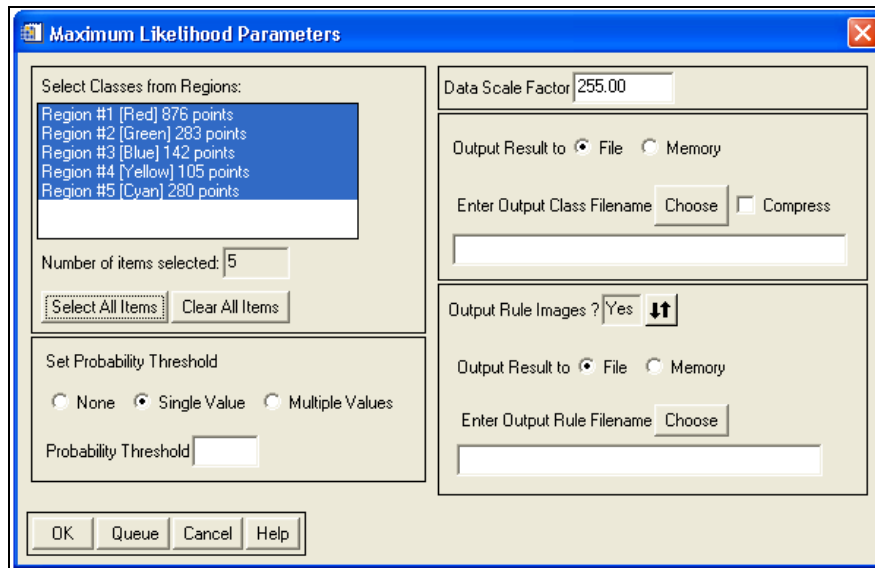 Maximum Likelihood Parameters
Select Classes from Regions:
Region #1 [Red] 876 points
Region #2 [Green] 283 points
Region #3 [Blue] 142 points
Region #4 [Yellow] 105 points
Region #5 [Cyan] 280 points
Number of items selected: 5
Select All Items Clear All Items
Set Probability Threshold
None Single Value Multiple Values
Probability Threshold
Data Scale Factor 255.00
Output Result to File Memory
Enter Output Class Filename Choose Compress
Output Rule Images ? Yes
Output Result to File Memory
Enter Output Rule Filename Choose
OK Queue Cancel Help